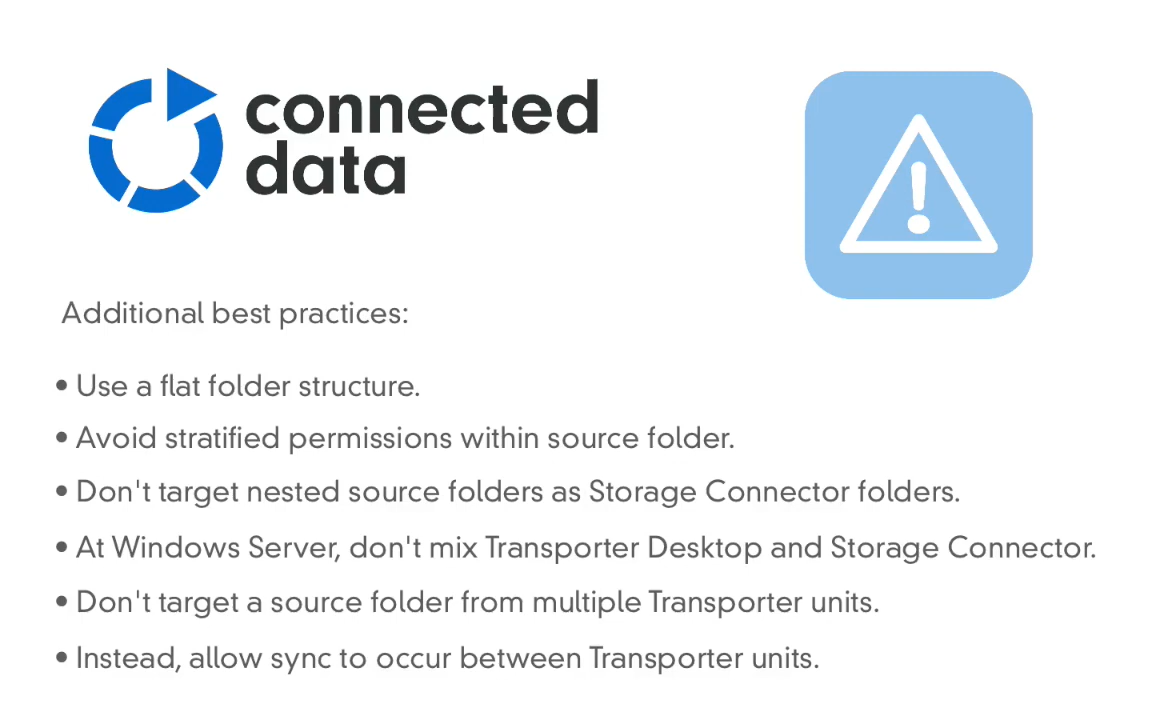 connected
data
Additional best practices:
• Use a flat folder structure.
• Avoid stratified permissions within source folder.
• Don't target nested source folders as Storage Connector folders.
• At Windows Server, don't mix Transporter Desktop and Storage Connector.
• Don't target a source folder from multiple Transporter units.
• Instead, allow sync to occur between Transporter units.